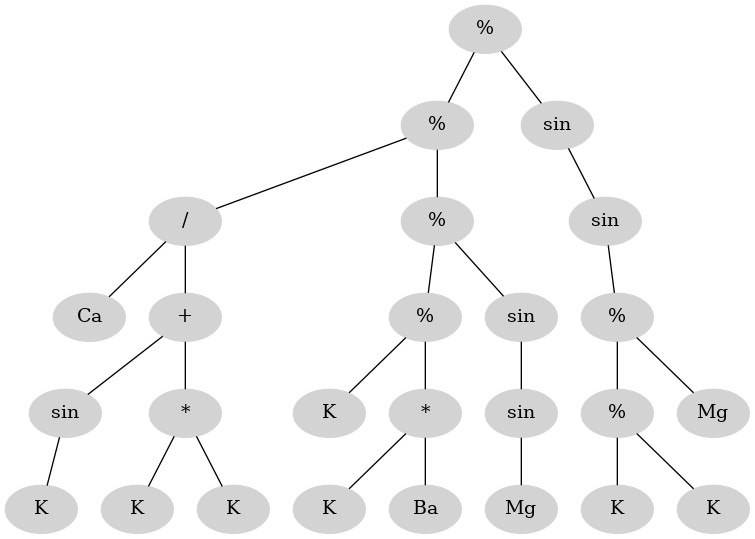 %
% sin
/ % sin
Ca + % sin %
sin * K * sin % Mg
K K K K Ba Mg K K